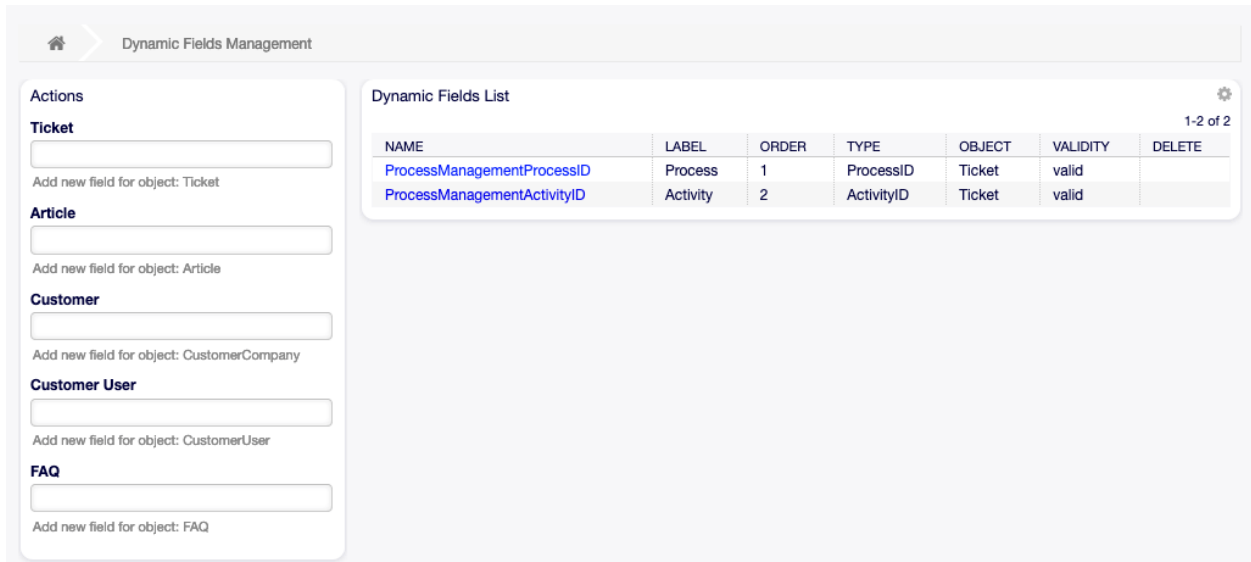 Dynamic Fields Management
Actions
Ticket
Add new field for object: Ticket
Article
Add new field for object: Article
Customer
Add new field for object: CustomerCompany
Customer User
Add new field for object: CustomerUser
FAQ
Add new field for object: FAQ
Dynamic Fields List
1-2 of 2
NAME LABEL ORDER TYPE OBJECT VALIDITY DELETE
ProcessManagementProcessID Process 1 ProcessID Ticket valid
ProcessManagementActivityID Activity 2 ActivityID Ticket valid